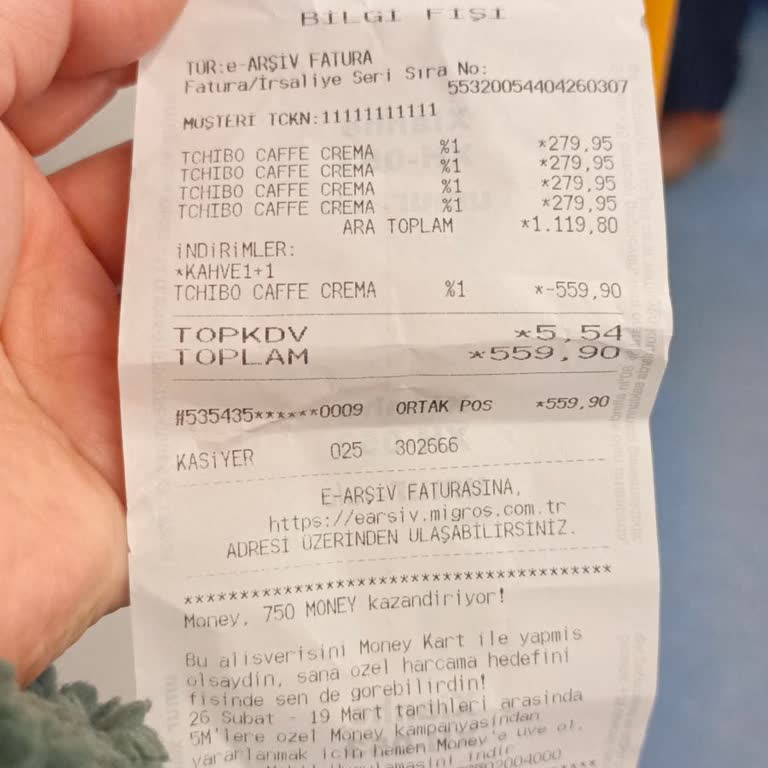 BİLGİ FİŞİ
TÜR:e-ARŞİV FATURA
Fatura/İrsaliye Seri Sıra No:
55320054404260307
MÜŞTERİ TCKN:11111111111
TCHIBO CAFFE CREMA %1 *279,95
TCHIBO CAFFE CREMA %1 *279,95
TCHIBO CAFFE CREMA %1 *279,95
TCHIBO CAFFE CREMA %1 *279,95
ARA TOPLAM *1.119,80
İNDİRİMLER:
*KAHVE1+1
TCHIBO CAFFE CREMA %1 *-559,90
TOPKDV *5,54
TOPLAM *559,90
#535435******0009 ORTAK POS *559,90
KASİYER 025 302666
E-ARŞİV FATURASINA,
https://earsiv.migros.com.tr
ADRESİ ÜZERİNDEN ULAŞABİLİRSİNİZ.
***************************************
Money, 750 MONEY kazandiriyor!
Bu alisverisini Money Kart ile yapmis
olsaydin, sana ozel harcama hedefini
fisinde sen de gorebilirdin!
26 Subat - 19 Mart tarihleri arasinda
5M'lere ozel Money kampanyasindan
yararlanmak icin hemen Money'e uye ol,
indir